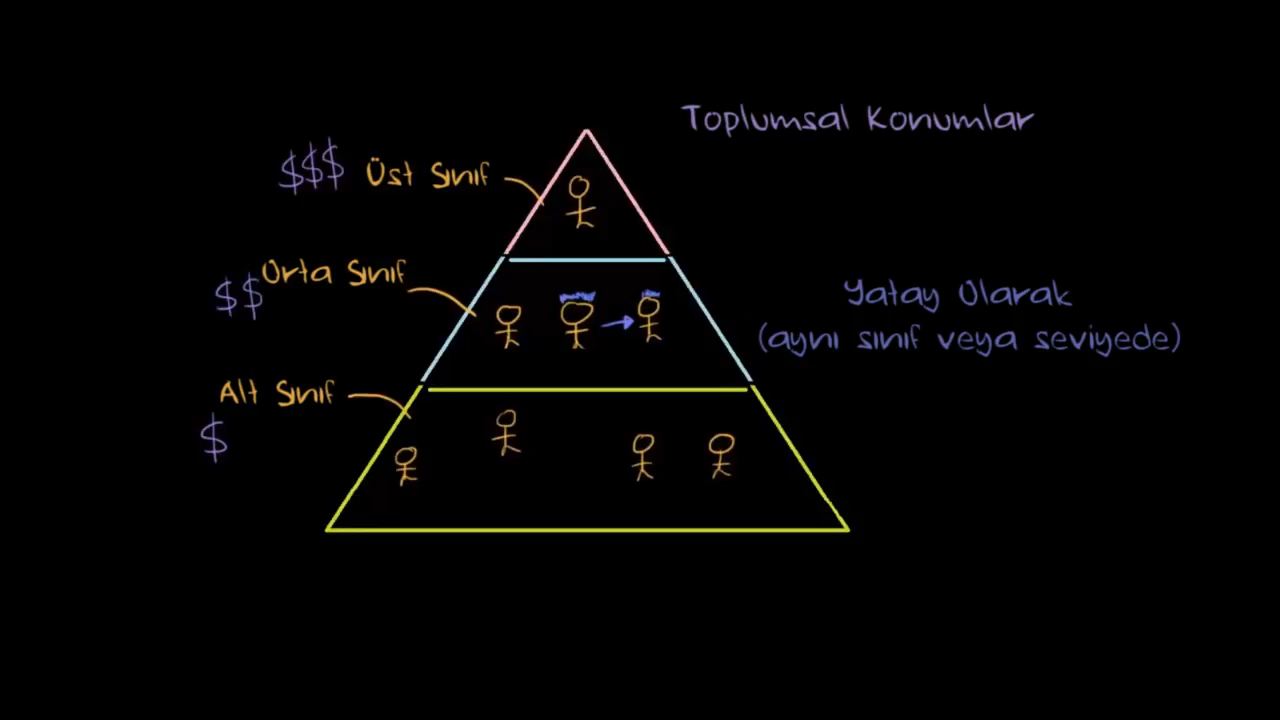 Toplumsal Konumlar
$$$ Üst Sınıf
$$ Orta Sınıf
Yatay Olarak
(aynı sınıf veya seviyede)
Alt Sınıf
$